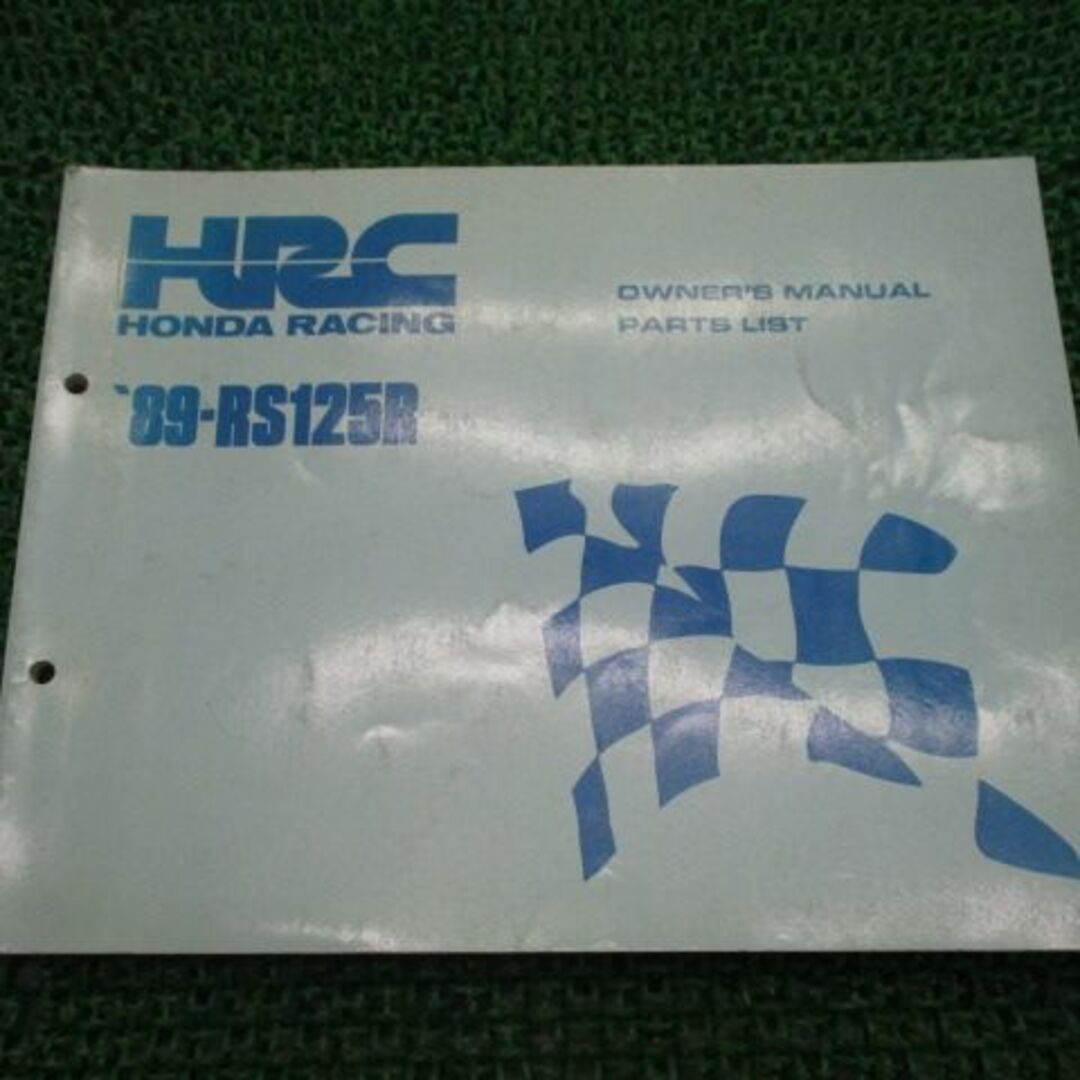 HRC
HONDA RACING
OWNER'S MANUAL
PARTS LIST
'89-RS125R